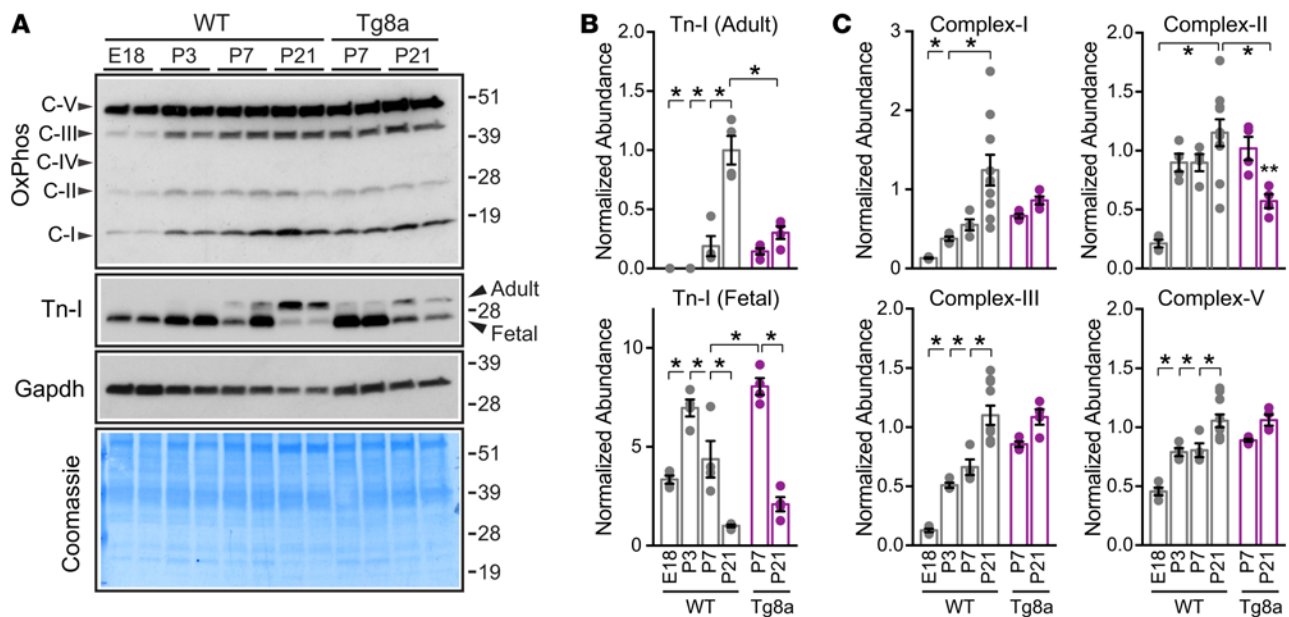 A
WT
Tg8a
E18 P3 P7 P21 P7 P21
OxPhos
C-V
C-III
C-IV
C-II
C-I
-51
-39
-28
-19
Tn-I
Adult
-28
Fetal
Gapdh
-39
-28
Coomassie
-51
-39
-28
-19
B
Tn-I (Adult)
Normalized Abundance
2.0
1.5
1.0
0.5
0.0
* * * *
Tn-I (Fetal)
Normalized Abundance
10
5
0
* * * * *
E18 P3 P7 P21 P7 P21
WT Tg8a
C
Complex-I
Normalized Abundance
3
2
1
0
* *
Complex-II
Normalized Abundance
2.0
1.5
1.0
0.5
0.0
* * **
Complex-III
Normalized Abundance
2.0
1.5
1.0
0.5
0.0
* * *
E18 P3 P7 P21 P7 P21
WT Tg8a
Complex-V
Normalized Abundance
2.0
1.5
1.0
0.5
0.0
* * *
E18 P3 P7 P21 P7 P21
WT Tg8a